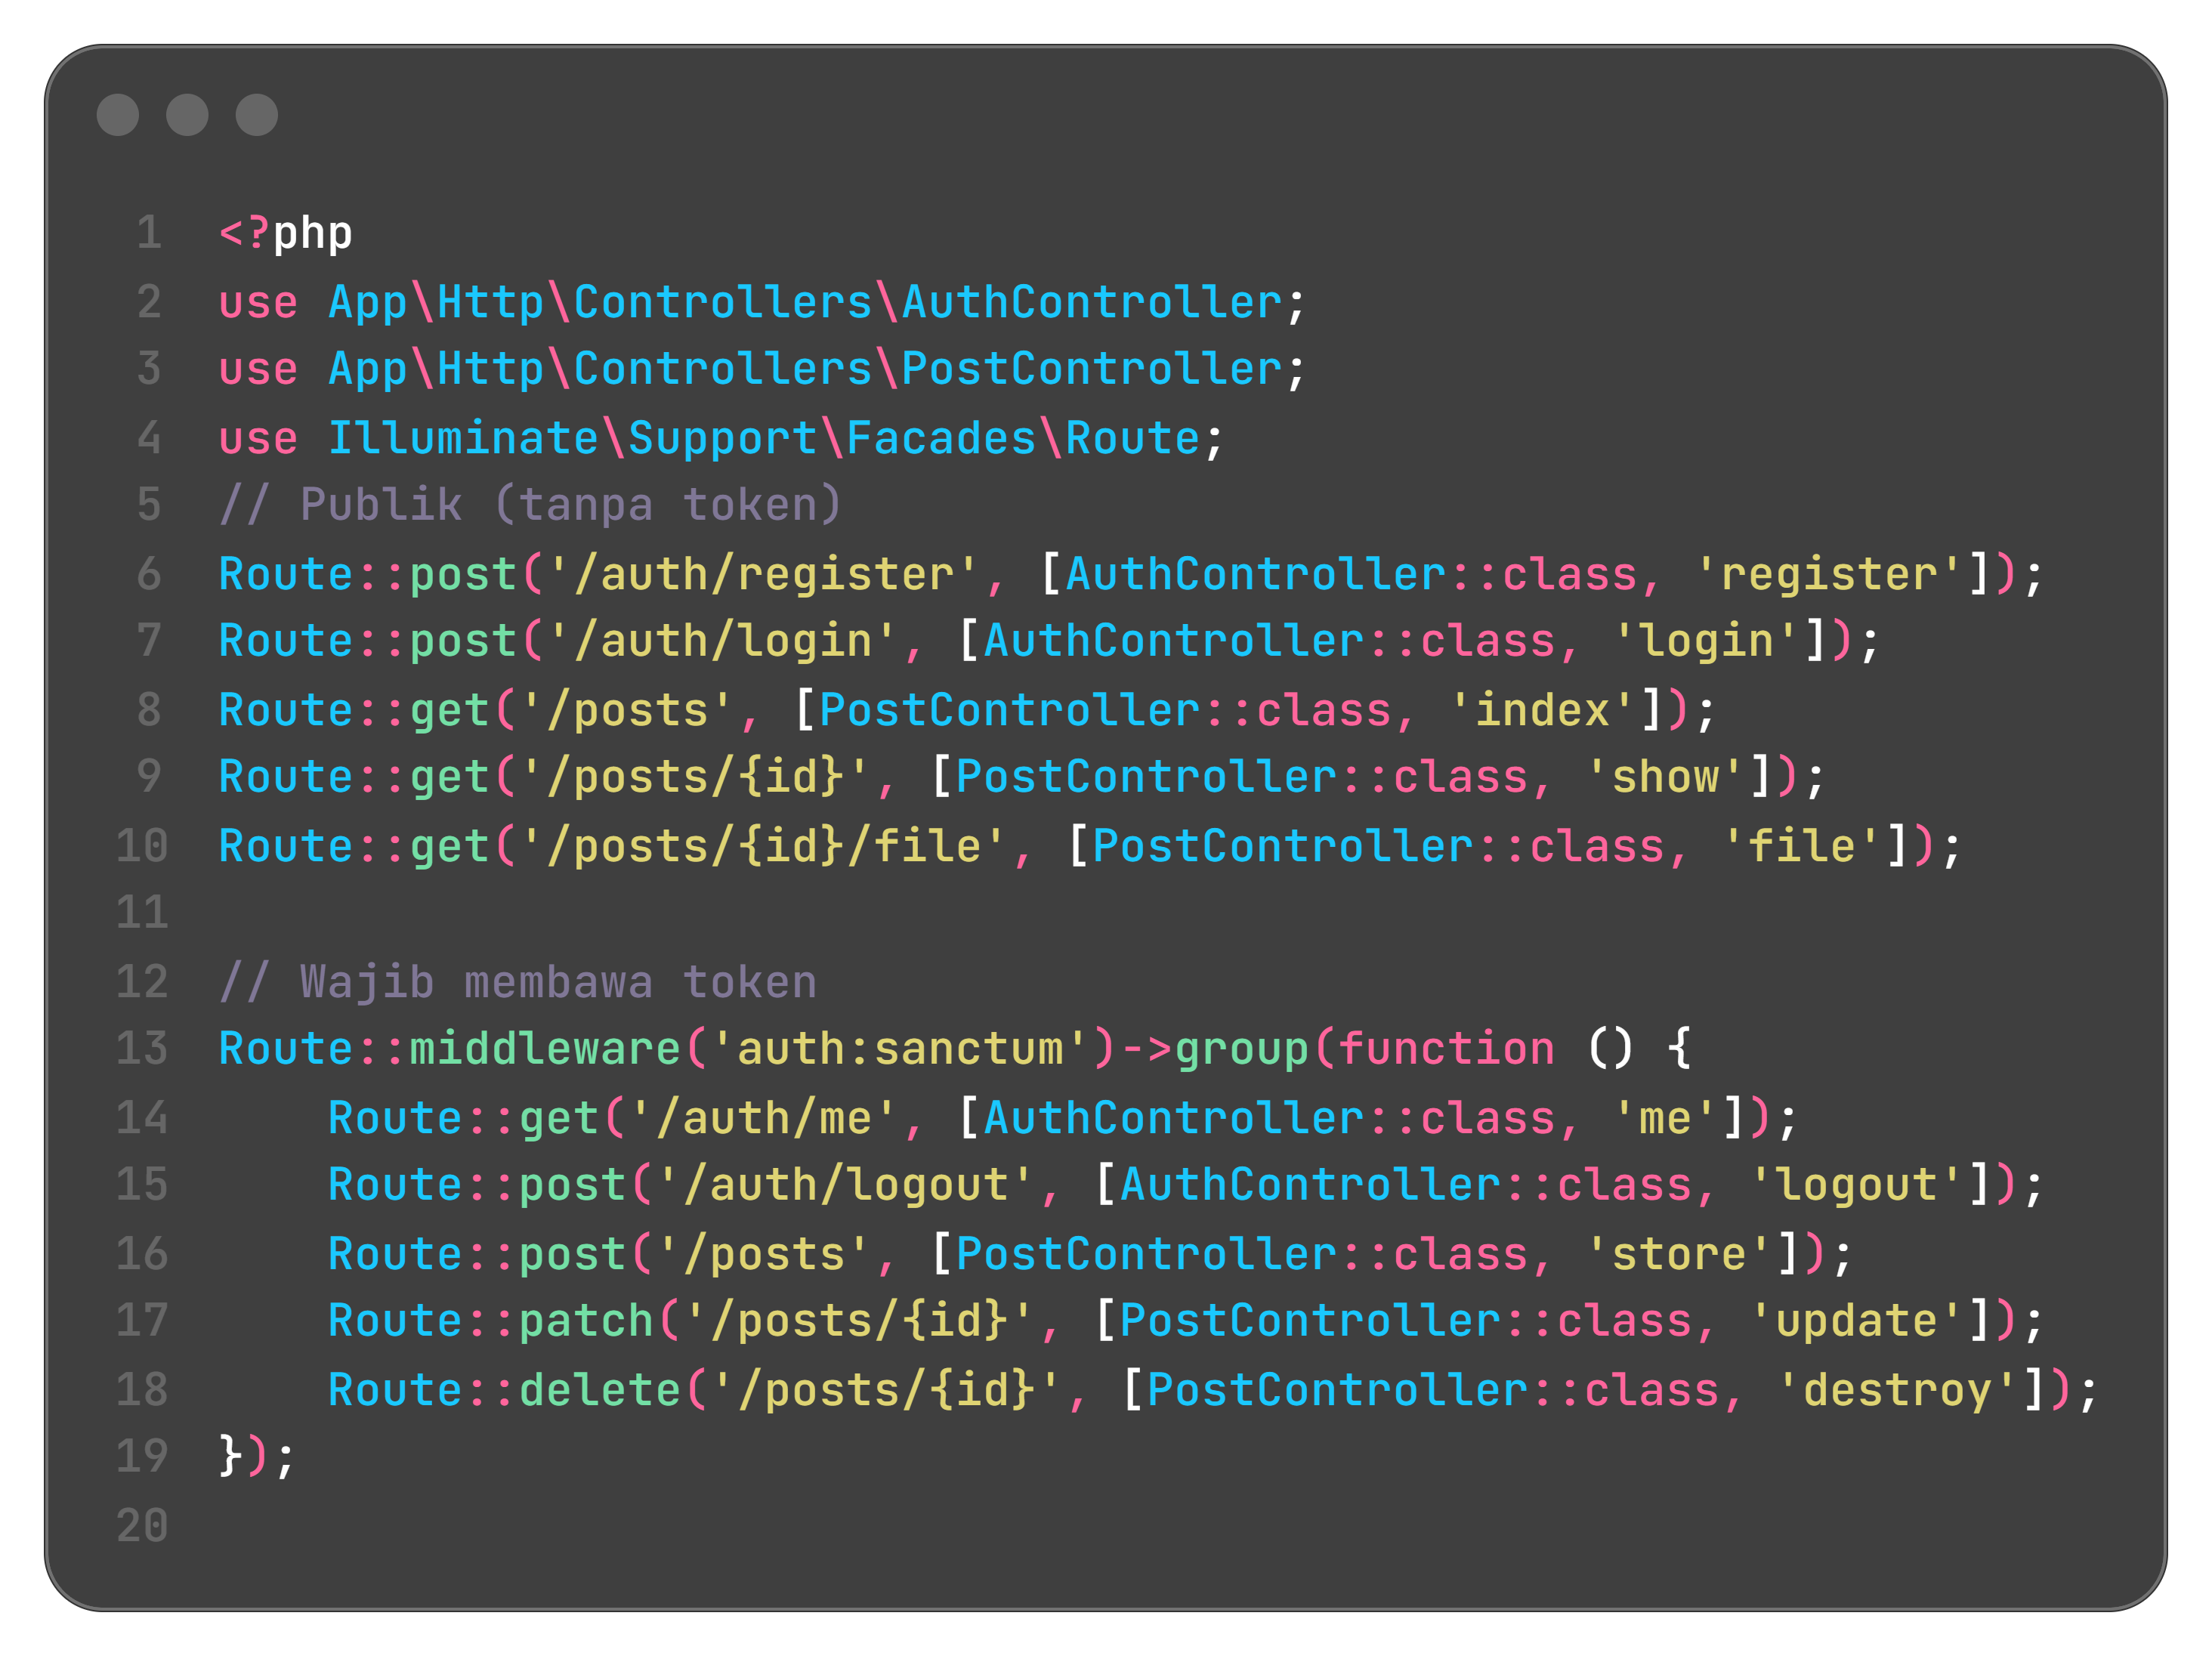 1 <?php
2 use App\Http\Controllers\AuthController;
3 use App\Http\Controllers\PostController;
4 use Illuminate\Support\Facades\Route;
5 // Publik (tanpa token)
6 Route::post('/auth/register', [AuthController::class, 'register']);
7 Route::post('/auth/login', [AuthController::class, 'login']);
8 Route::get('/posts', [PostController::class, 'index']);
9 Route::get('/posts/{id}', [PostController::class, 'show']);
10 Route::get('/posts/{id}/file', [PostController::class, 'file']);
11
12 // Wajib membawa token
13 Route::middleware('auth:sanctum')->group(function () {
14     Route::get('/auth/me', [AuthController::class, 'me']);
15     Route::post('/auth/logout', [AuthController::class, 'logout']);
16     Route::post('/posts', [PostController::class, 'store']);
17     Route::patch('/posts/{id}', [PostController::class, 'update']);
18     Route::delete('/posts/{id}', [PostController::class, 'destroy']);
19 });
20